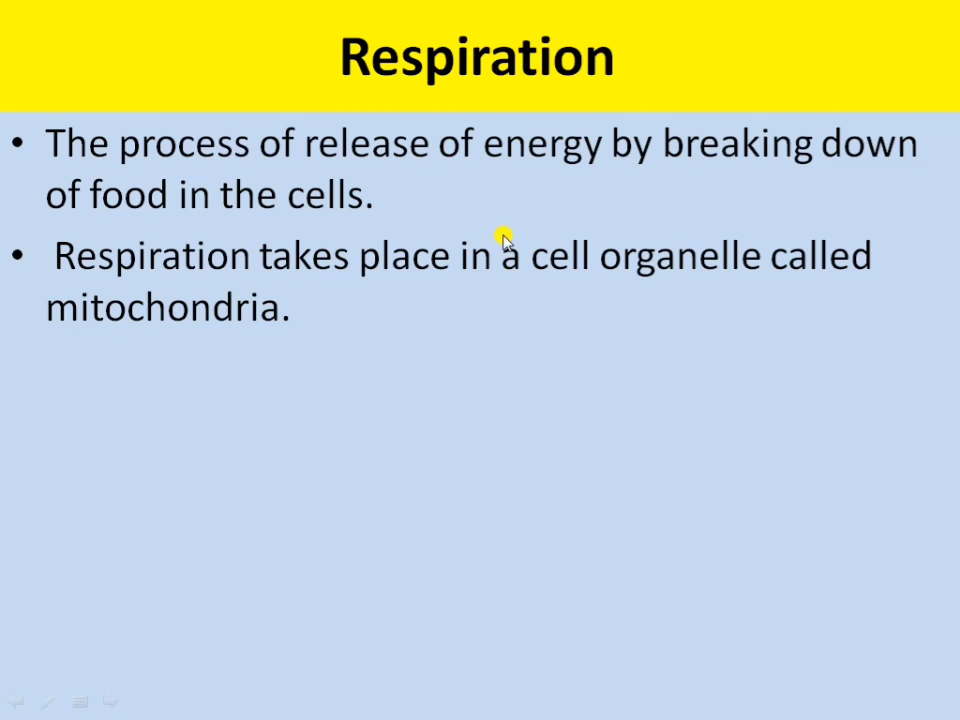 Respiration
• The process of release of energy by breaking down
of food in the cells.
• Respiration takes place in a cell organelle called
mitochondria.